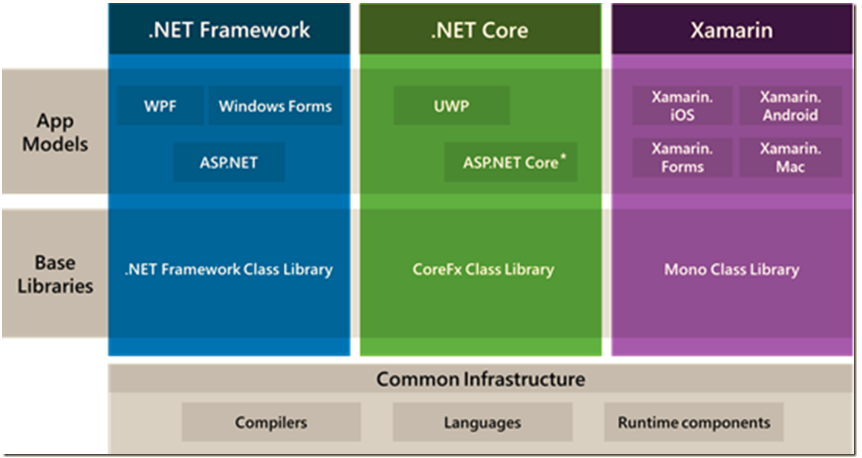 .NET Framework
.NET Core
Xamarin
App
Models
WPF
Windows Forms
ASP.NET
UWP
ASP.NET Core*
Xamarin.
iOS
Xamarin.
Android
Xamarin.
Forms
Xamarin.
Mac
Base
Libraries
.NET Framework Class Library
CoreFx Class Library
Mono Class Library
Common Infrastructure
Compilers
Languages
Runtime components